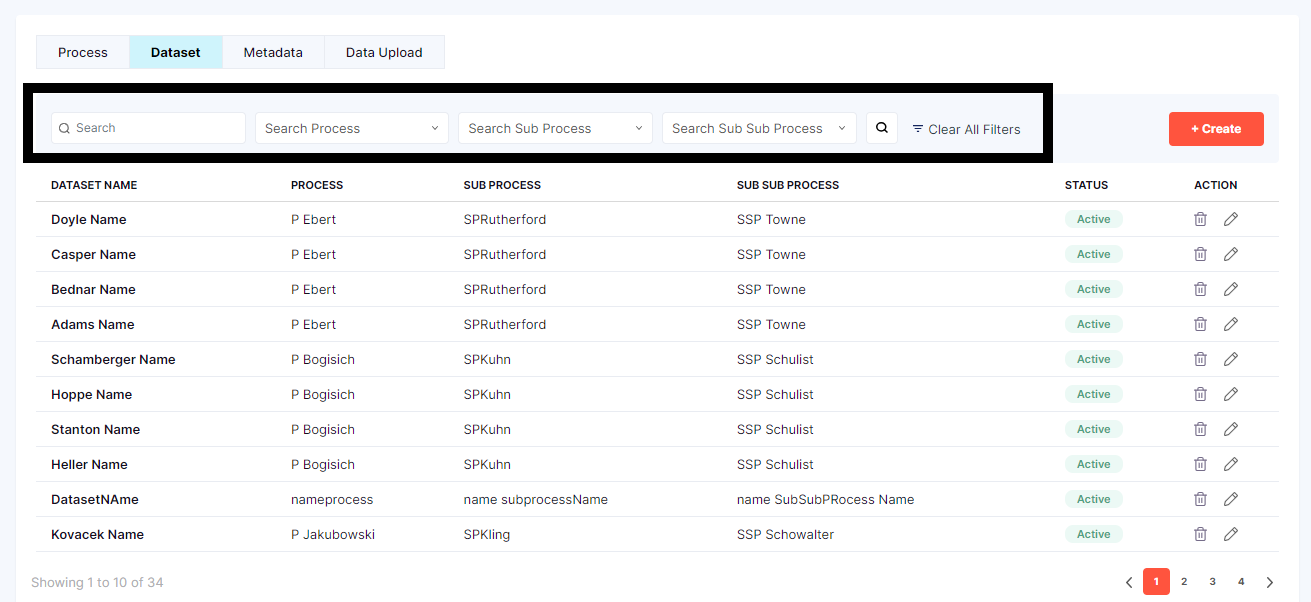 Process Dataset Metadata Data Upload
Search Search Process Search Sub Process Search Sub Sub Process Clear All Filters + Create
DATASET NAME PROCESS SUB PROCESS SUB SUB PROCESS STATUS ACTION
Doyle Name P Ebert SPRutherford SSP Towne Active
Casper Name P Ebert SPRutherford SSP Towne Active
Bednar Name P Ebert SPRutherford SSP Towne Active
Adams Name P Ebert SPRutherford SSP Towne Active
Schamberger Name P Bogisich SPKuhn SSP Schulist Active
Hoppe Name P Bogisich SPKuhn SSP Schulist Active
Stanton Name P Bogisich SPKuhn SSP Schulist Active
Heller Name P Bogisich SPKuhn SSP Schulist Active
DatasetNAme nameprocess name subprocessName name SubSubPRocess Name Active
Kovacek Name P Jakubowski SPKling SSP Schowalter Active
Showing 1 to 10 of 34 1 2 3 4